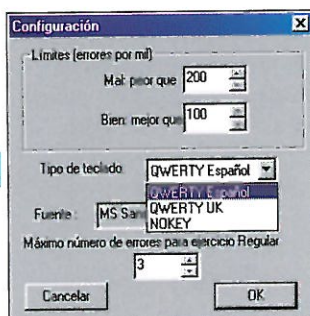 Configuración
Límites (errores por mil)
Mal: peor que 200
Bien: mejor que 100
Tipo de teclado: QWERTY Español
QWERTY Español
QWERTY UK
NOKEY
Fuente : MS San
Máximo número de errores para ejercicio Regular
3
Cancelar OK